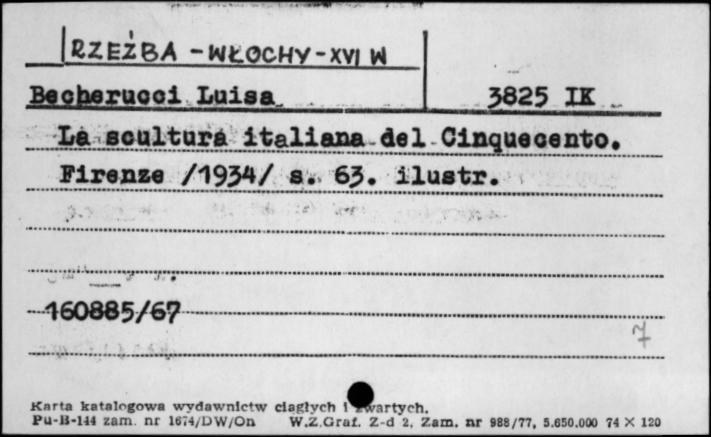 RZEŹBA - WŁOCHY - XVI W
Becherucci Luisa 3825 IK
La scultura italiana del Cinquecento.
Firenze /1934/ s. 63. ilustr.
160885/67
7
Karta katalogowa wydawnictw ciągłych i zwartych.
Pu-B-144 zam. nr 1674/DW/On W.Z.Graf. Z-d 2, Zam. nr 988/77, 5.650.000 74 X 120